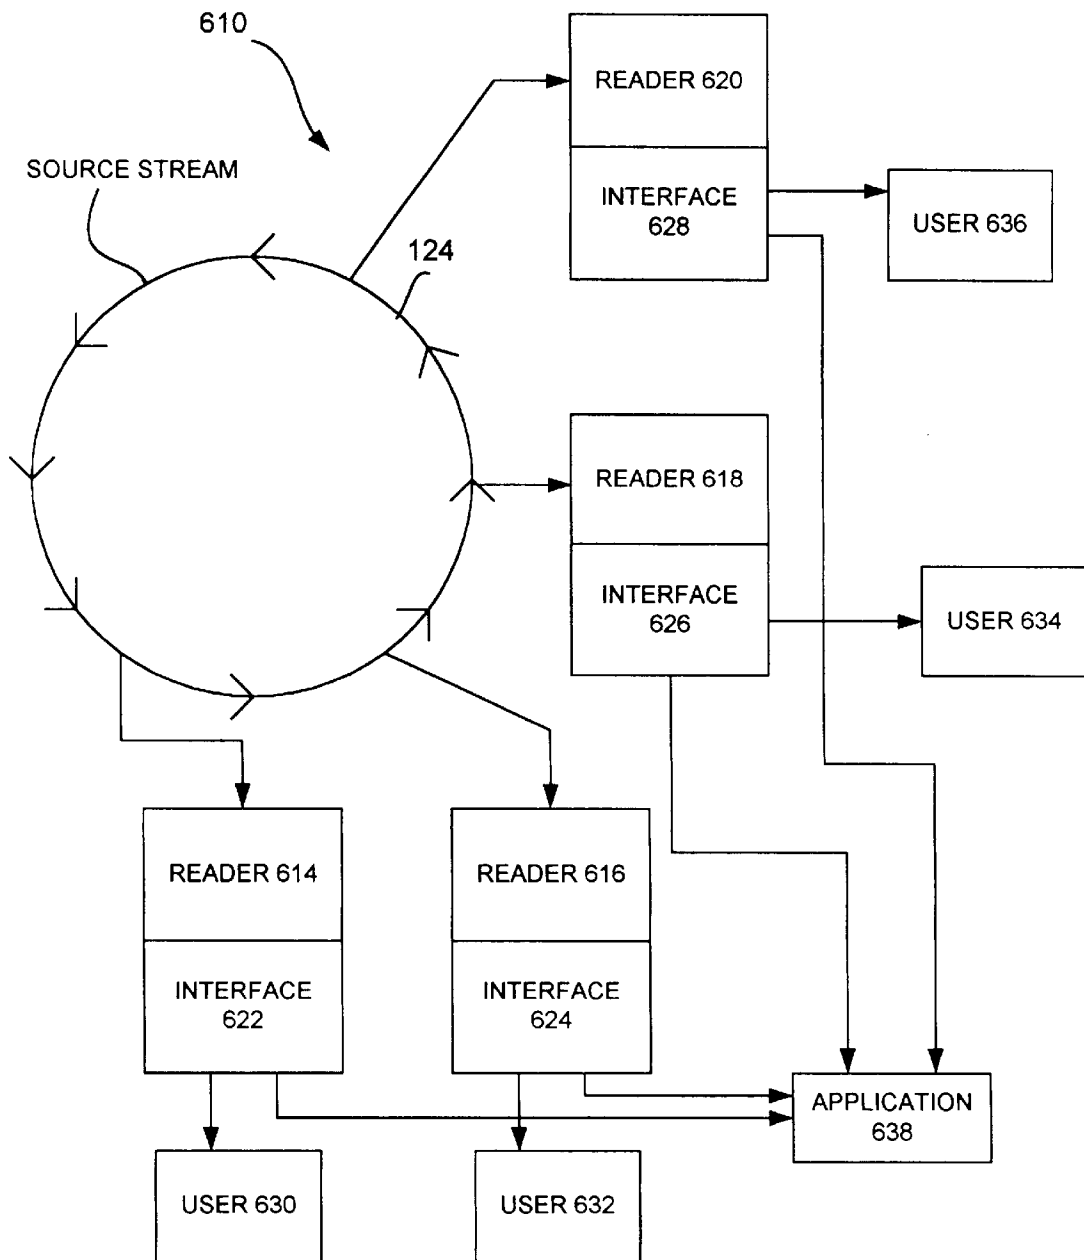 610
READER 620
SOURCE STREAM
INTERFACE
628
USER 636
124
READER 618
INTERFACE
626
USER 634
READER 614
READER 616
INTERFACE
622
INTERFACE
624
APPLICATION
638
USER 630
USER 632